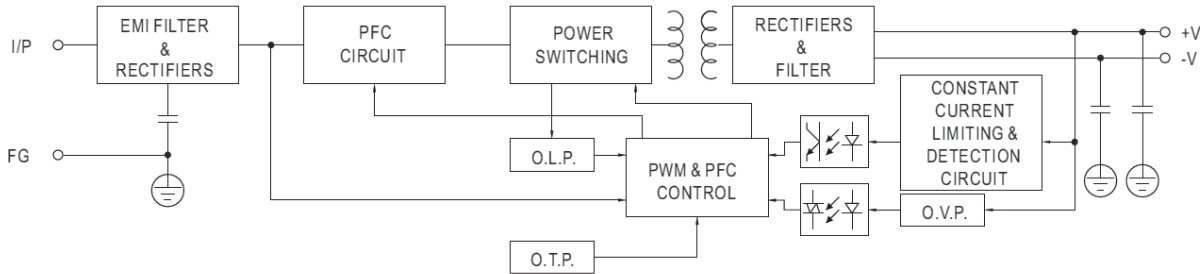 I/P
EMI FILTER
&
RECTIFIERS
PFC
CIRCUIT
POWER
SWITCHING
RECTIFIERS
&
FILTER
+V
-V
CONSTANT
CURRENT
LIMITING &
DETECTION
CIRCUIT
FG
O.L.P.
PWM & PFC
CONTROL
O.V.P.
O.T.P.